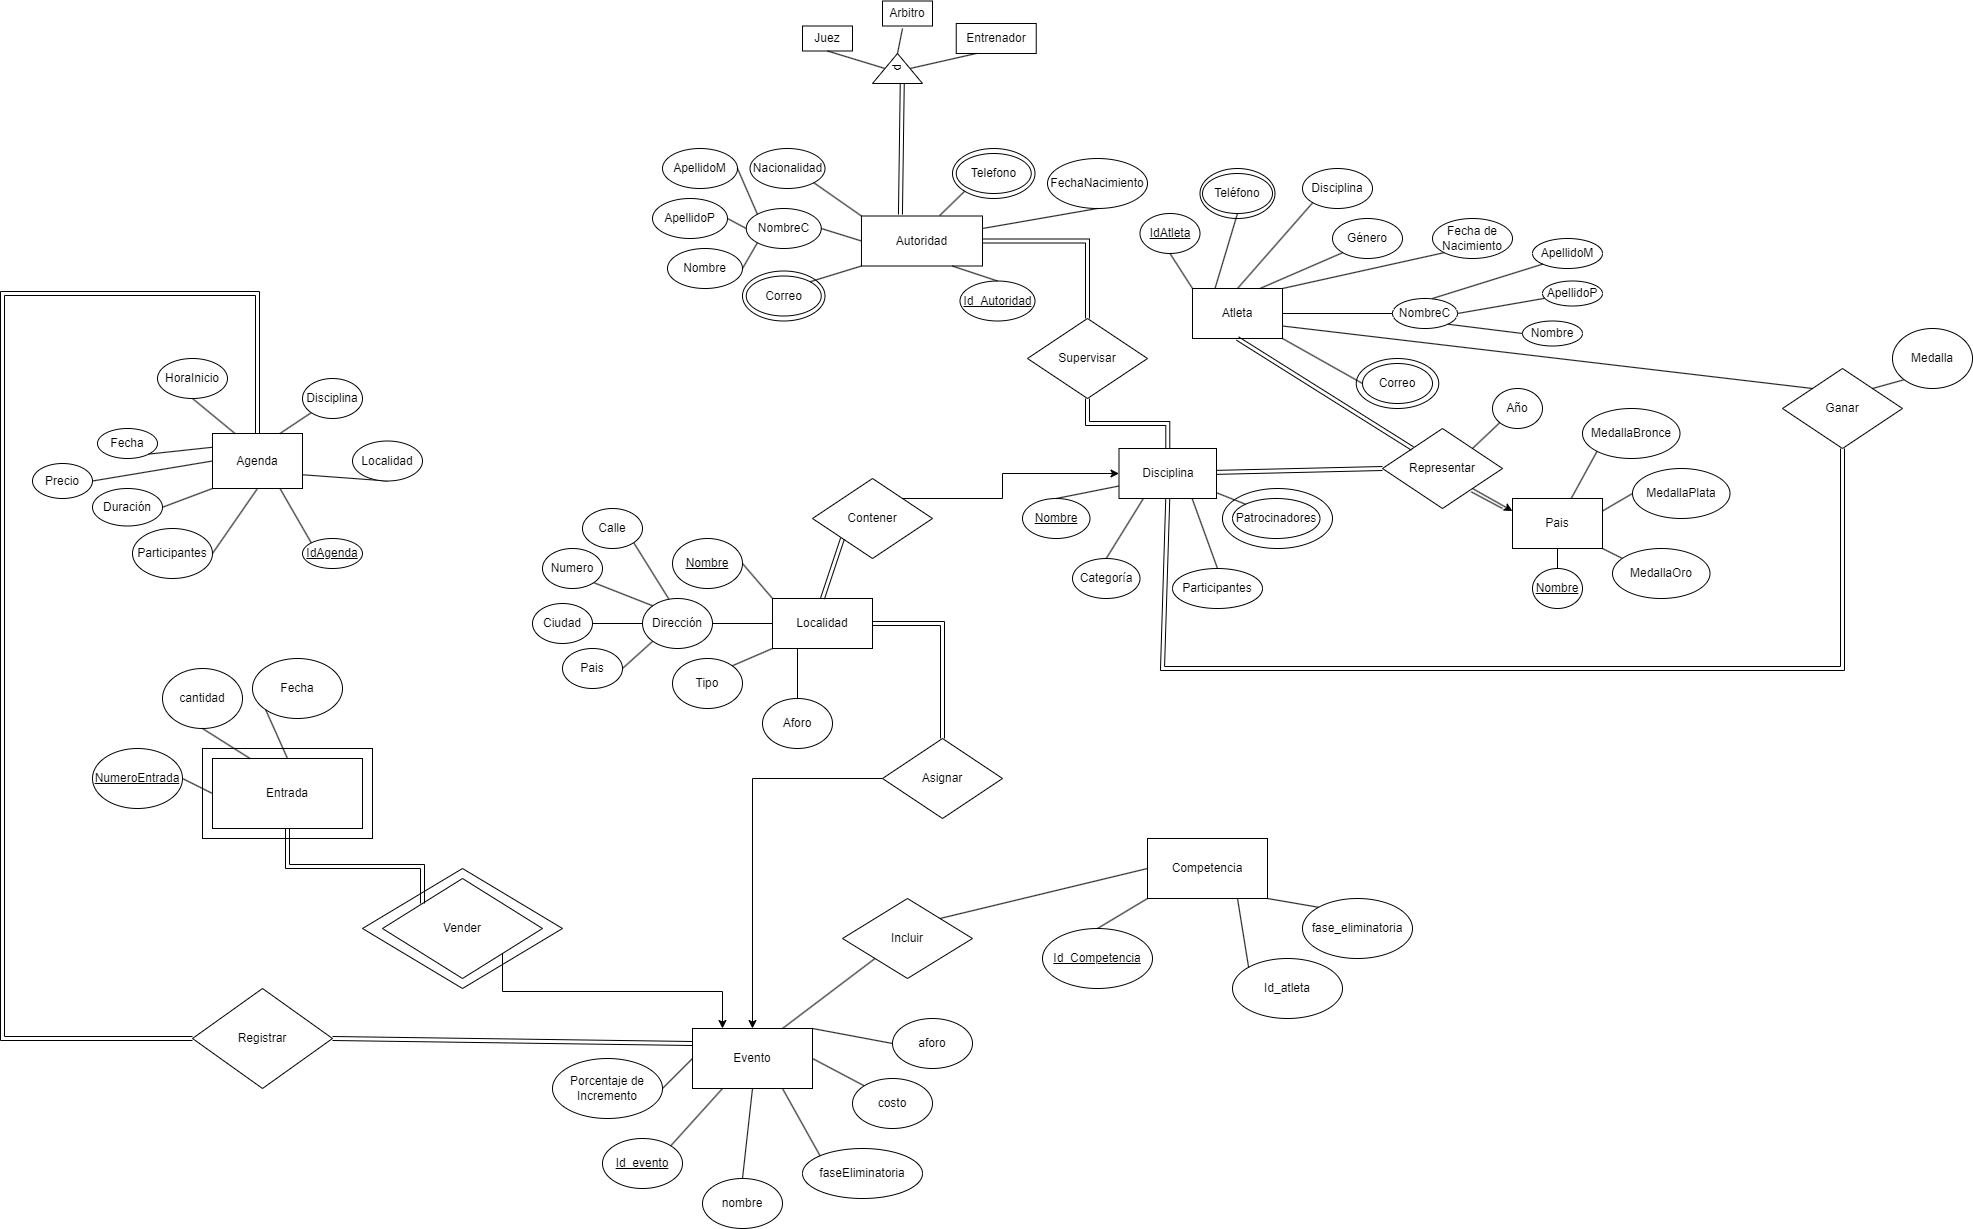 Arbitro
Juez
Entrenador
d
ApellidoM
Nacionalidad
Telefono
FechaNacimiento
ApellidoP
NombreC
Autoridad
Nombre
Correo
Id_Autoridad
Teléfono
Disciplina
IdAtleta
Género
Fecha de
Nacimiento
ApellidoM
ApellidoP
Atleta
NombreC
Nombre
Correo
Supervisar
Medalla
Ganar
HoraInicio
Disciplina
Fecha
Agenda
Localidad
Precio
Duración
Participantes
IdAgenda
Año
MedallaBronce
Disciplina
Representar
MedallaPlata
Contener
Nombre
Patrocinadores
Pais
Categoría
Participantes
MedallaOro
Nombre
Calle
Numero
Nombre
Ciudad
Dirección
Localidad
Pais
Tipo
Aforo
cantidad
Fecha
NumeroEntrada
Entrada
Asignar
Vender
Incluir
Competencia
fase_eliminatoria
Id_Competencia
Id_atleta
Registrar
Evento
aforo
Porcentaje de
Incremento
costo
Id_evento
faseEliminatoria
nombre